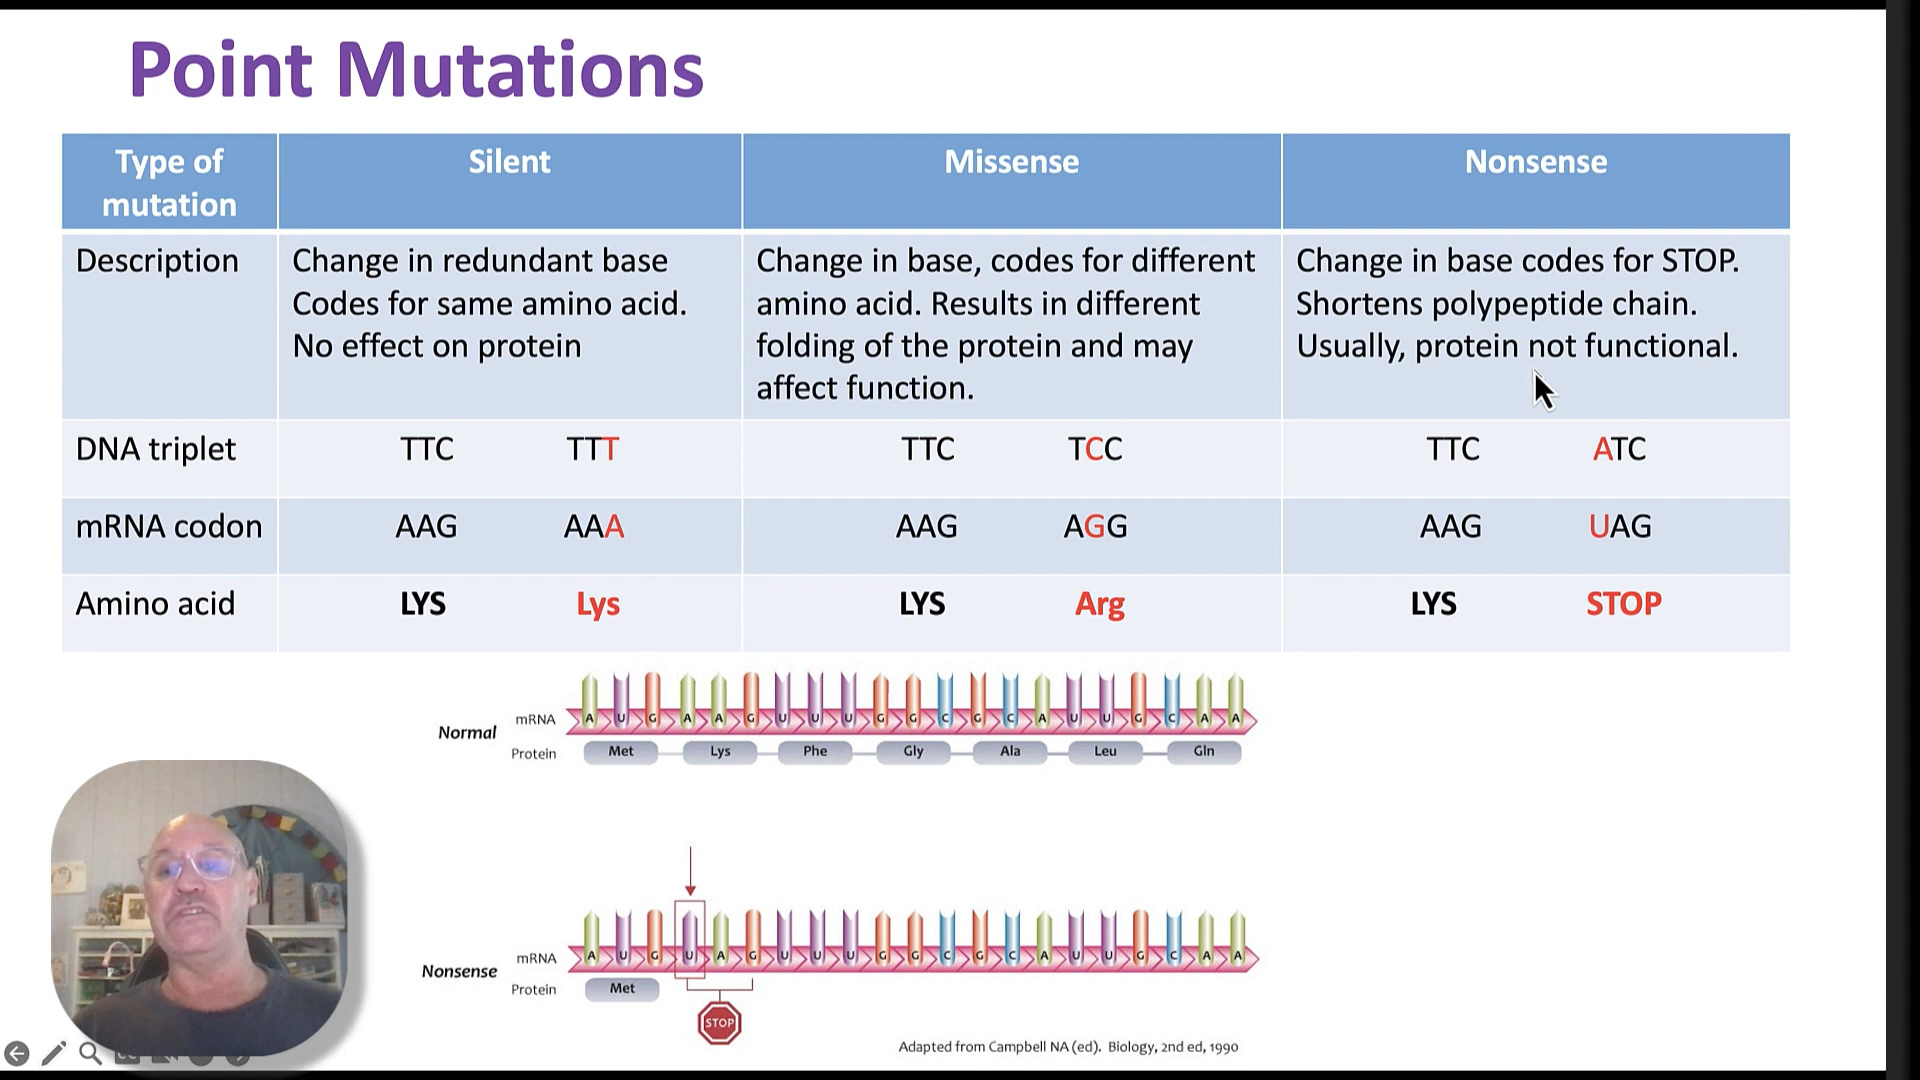 Point Mutations
Type of mutation Silent Missense Nonsense
Description
Change in redundant base
Codes for same amino acid.
No effect on protein
Change in base, codes for different
amino acid. Results in different
folding of the protein and may
affect function.
Change in base codes for STOP.
Shortens polypeptide chain.
Usually, protein not functional.
DNA triplet TTC TTT TTC TCC TTC ATC
mRNA codon AAG AAA AAG AGG AAG UAG
Amino acid LYS Lys LYS Arg LYS STOP
Normal
mRNA A U G A A G U U U G G C G C A U U G C A A
Protein Met Lys Phe Gly Ala Leu Gln
Nonsense
mRNA A U G U A G U U U G G C G C A U U G C A A
Protein Met
STOP
Adapted from Campbell NA (ed). Biology, 2nd ed, 1990